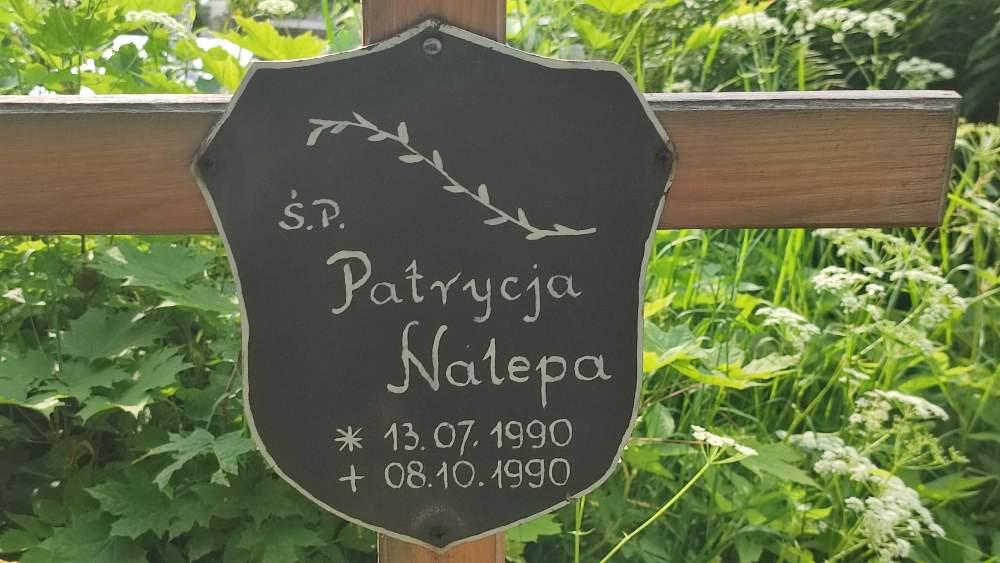 Ś.P.
Patrycja
Nalepa
* 13.07.1990
+ 08.10.1990